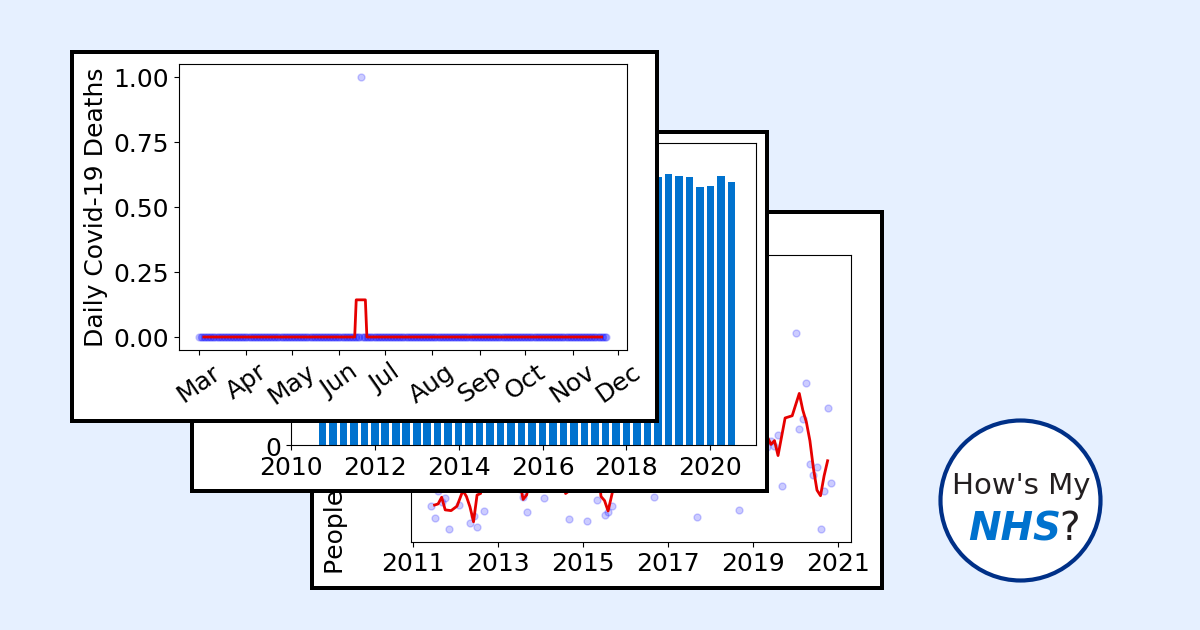 Daily Covid-19 Deaths
1.00
0.75
0.50
0.25
0.00
Mar Apr May Jun Jul Aug Sep Oct Nov Dec
0
2010 2012 2014 2016 2018 2020
People
2011 2013 2015 2017 2019 2021
How's My
NHS?